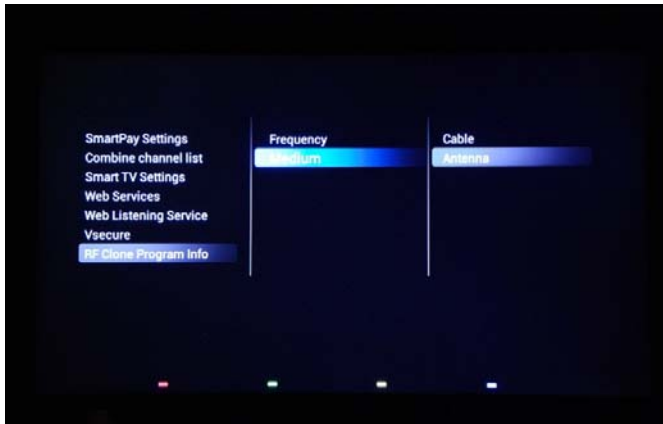 SmartPay Settings
Combine channel list
Smart TV Settings
Web Services
Web Listening Service
Vsecure
RF Clone Program Info
Frequency
Medium
Cable
Antenna